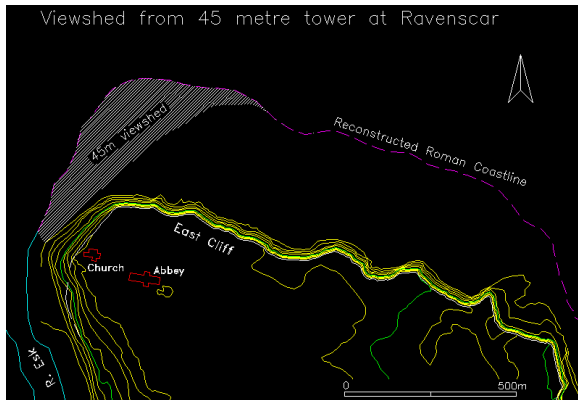 Viewshed from 45 metre tower at Ravenscar
45m viewshed
Reconstructed Roman Coastline
East Cliff
Church
Abbey
R. Esk
0
500m